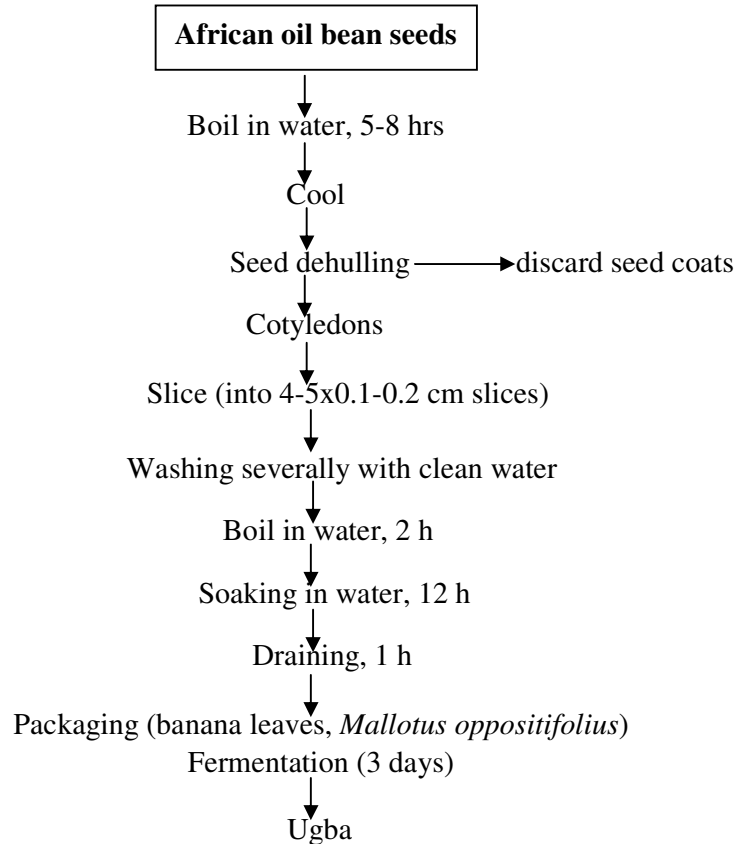 African oil bean seeds
Boil in water, 5-8 hrs
Cool
Seed dehulling
discard seed coats
Cotyledons
Slice (into 4-5x0.1-0.2 cm slices)
Washing severally with clean water
Boil in water, 2 h
Soaking in water, 12 h
Draining, 1 h
Packaging (banana leaves, Mallotus oppositifolius)
Fermentation (3 days)
Ugba